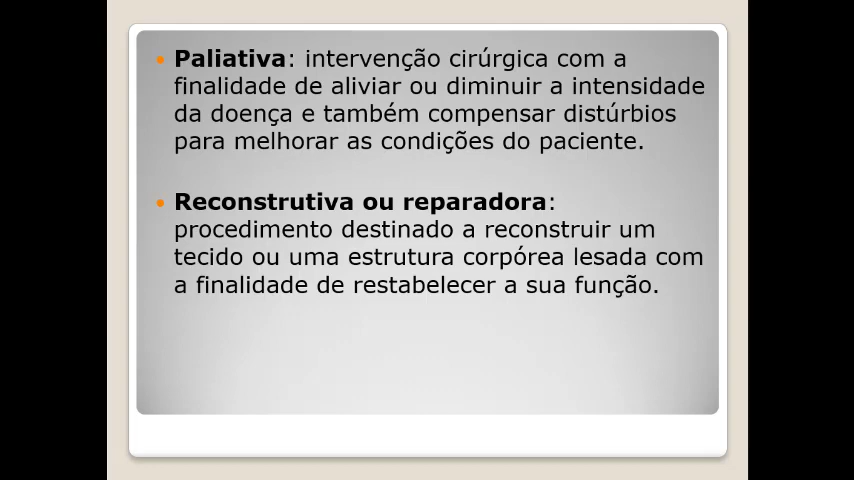 Paliativa: intervenção cirúrgica com a
finalidade de aliviar ou diminuir a intensidade
da doença e também compensar distúrbios
para melhorar as condições do paciente.
Reconstrutiva ou reparadora:
procedimento destinado a reconstruir um
tecido ou uma estrutura corpórea lesada com
a finalidade de restabelecer a sua função.